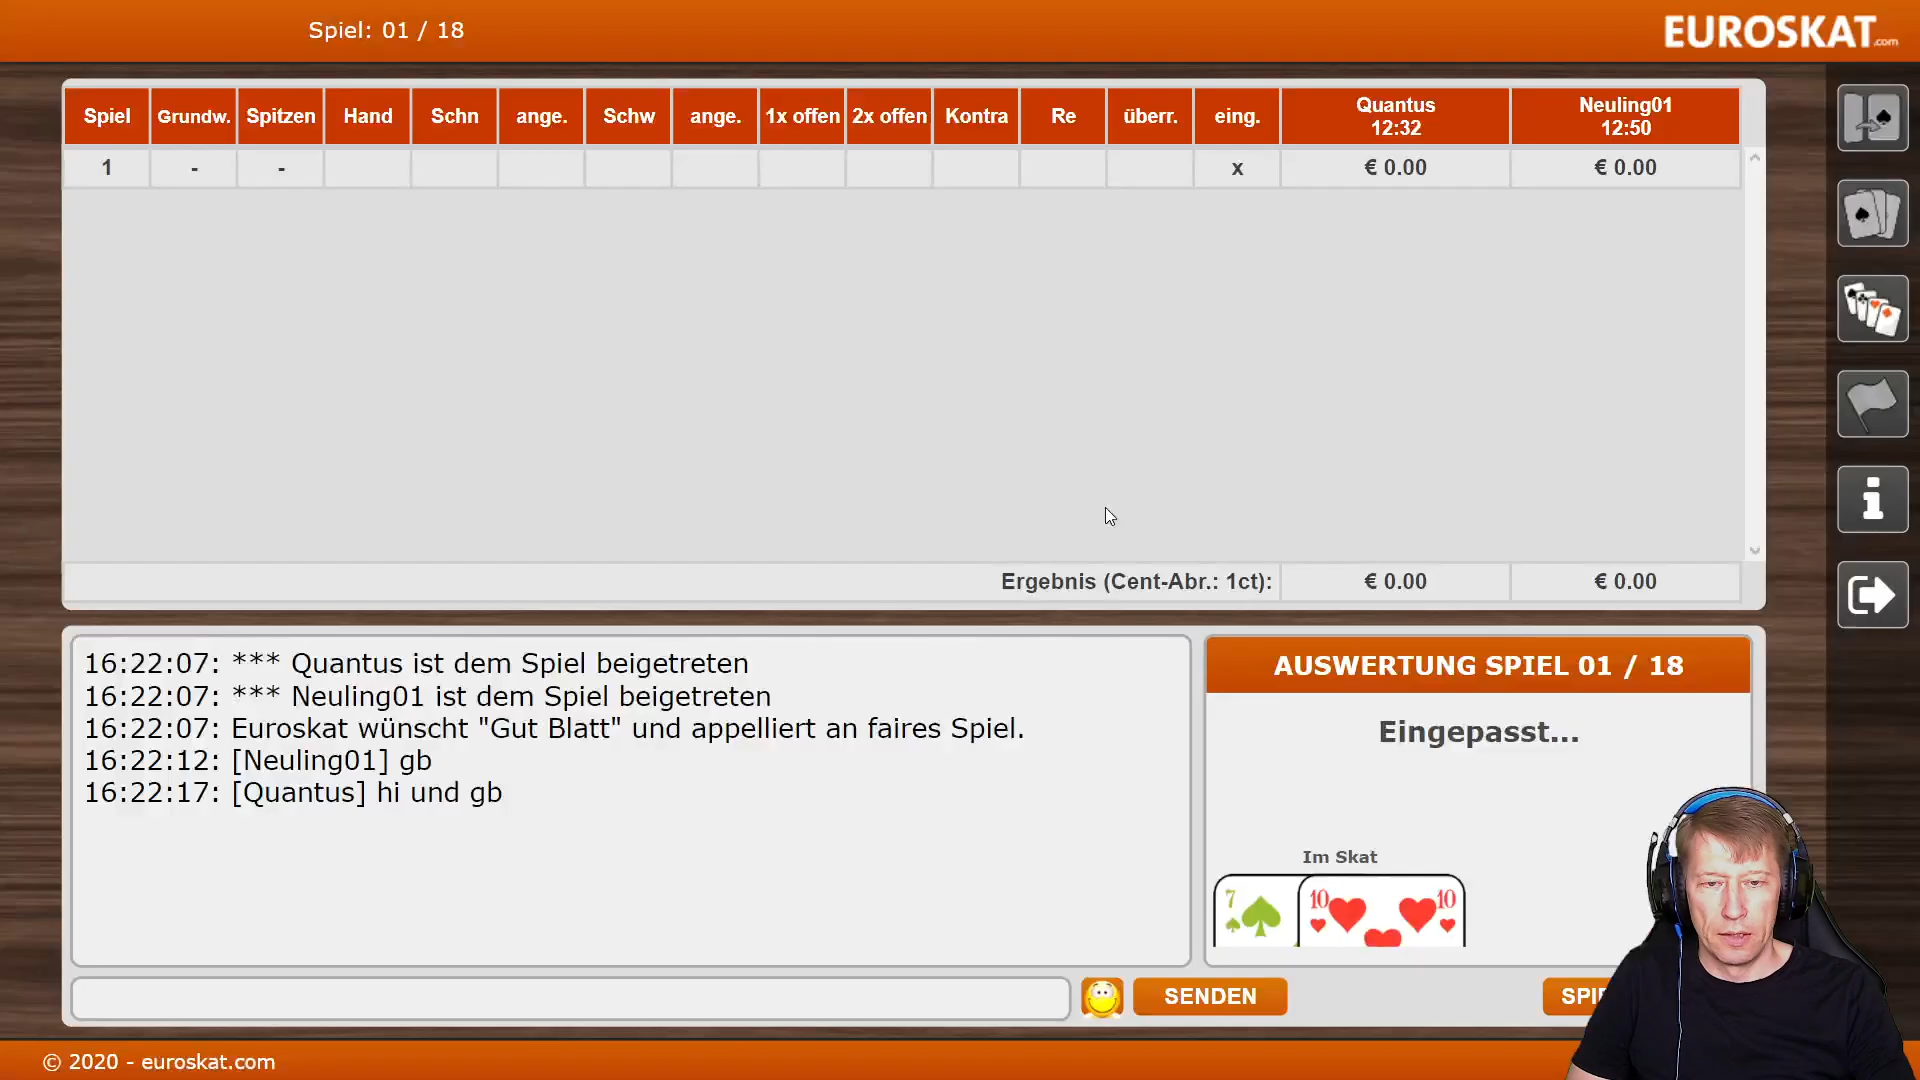 Spiel: 01 / 18
EUROSKAT.com
Spiel Grundw. Spitzen Hand Schn ange. Schw ange. 1x offen 2x offen Kontra Re überr. eing. Quantus 12:32 Neuling01 12:50
1 - - x € 0.00 € 0.00
Ergebnis (Cent-Abr.: 1ct): € 0.00 € 0.00
16:22:07: *** Quantus ist dem Spiel beigetreten
16:22:07: *** Neuling01 ist dem Spiel beigetreten
16:22:07: Euroskat wünscht "Gut Blatt" und appelliert an faires Spiel.
16:22:12: [Neuling01] gb
16:22:17: [Quantus] hi und gb
AUSWERTUNG SPIEL 01 / 18
Eingepasst...
Im Skat
7 10 10
SENDEN
© 2020 - euroskat.com